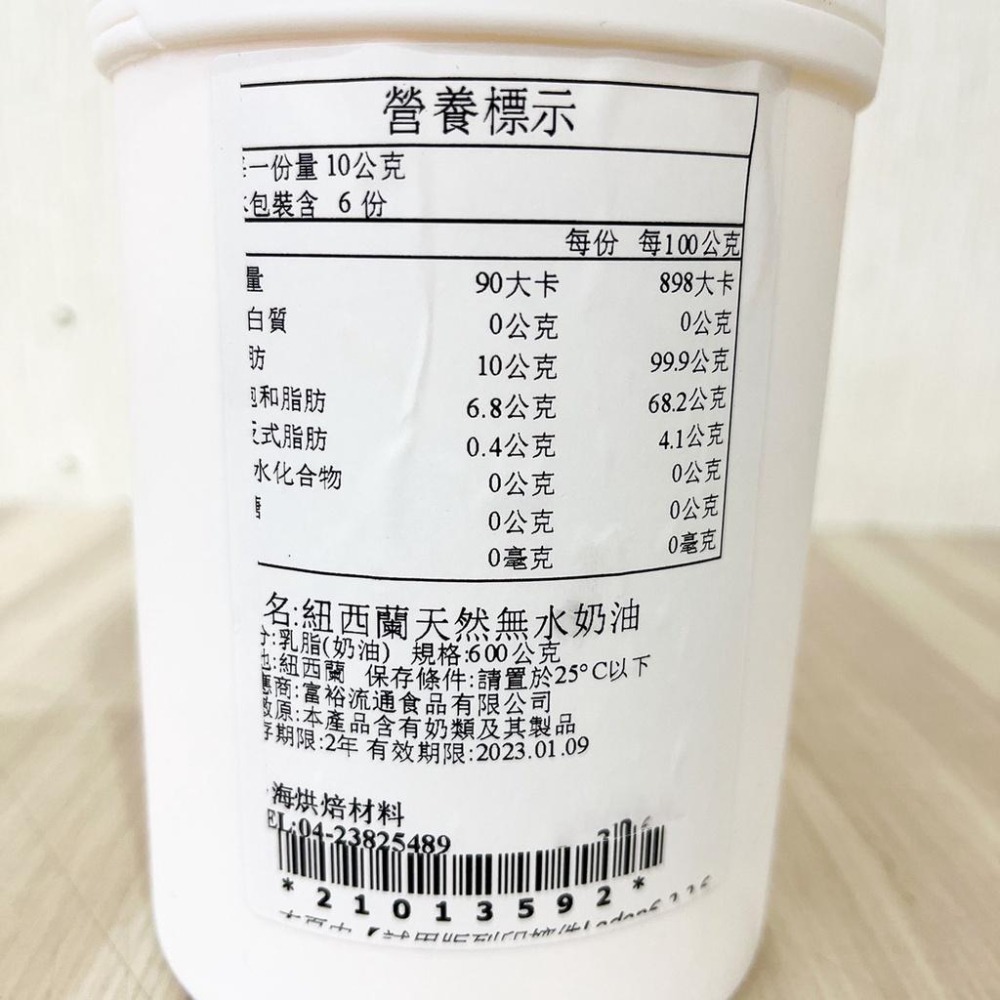 營養標示
一份量 10公克
包裝含 6 份
每份 每100公克
量 90大卡 898大卡
白質 0公克 0公克
肪 10公克 99.9公克
和脂肪 6.8公克 68.2公克
式脂肪 0.4公克 4.1公克
水化合物 0公克 0公克
0公克 0公克
0毫克 0毫克
名:紐西蘭天然無水奶油
:乳脂(奶油) 規格:600公克
:紐西蘭 保存條件:請置於25°C以下
商:富裕流通食品有限公司
原:本產品含有奶類及其製品
期限:2年 有效期限:2023.01.09
海烘焙材料
EL:04-23825489
*21013592*